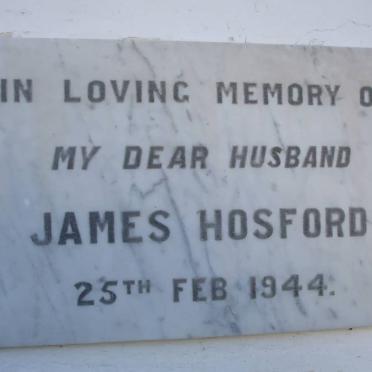 IN LOVING MEMORY O
MY DEAR HUSBAND
JAMES HOSFORD
25TH FEB 1944.